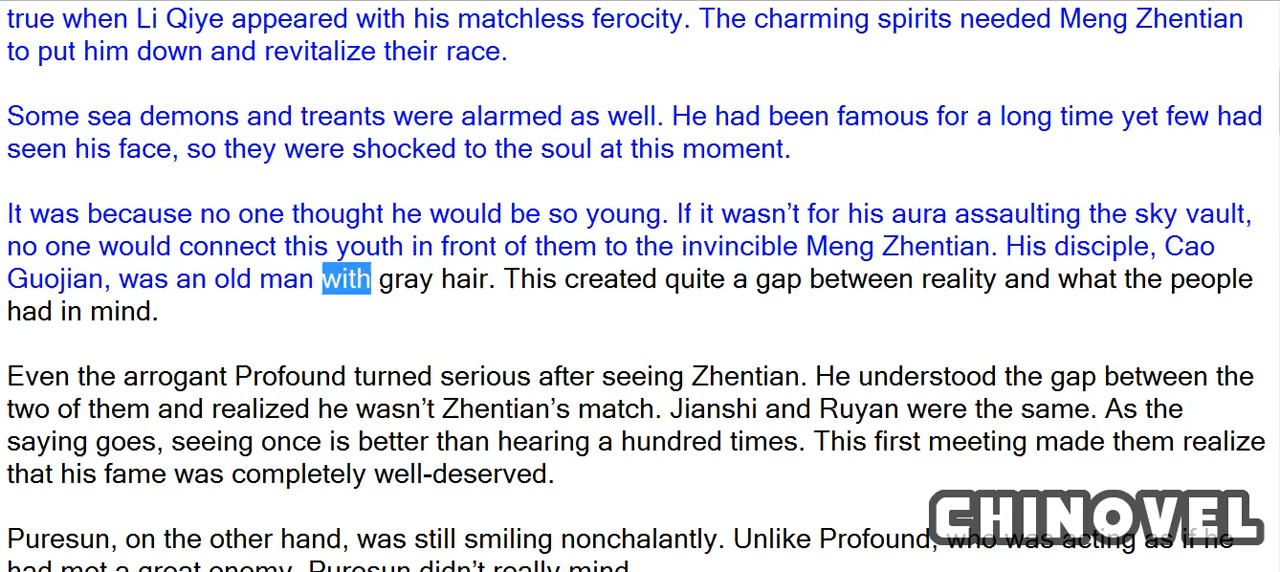 true when Li Qiye appeared with his matchless ferocity. The charming spirits needed Meng Zhentian
to put him down and revitalize their race.
Some sea demons and treants were alarmed as well. He had been famous for a long time yet few had
seen his face, so they were shocked to the soul at this moment.
It was because no one thought he would be so young. If it wasn’t for his aura assaulting the sky vault,
no one would connect this youth in front of them to the invincible Meng Zhentian. His disciple, Cao
Guojian, was an old man with gray hair. This created quite a gap between reality and what the people
had in mind.
Even the arrogant Profound turned serious after seeing Zhentian. He understood the gap between the
two of them and realized he wasn’t Zhentian’s match. Jianshi and Ruyan were the same. As the
saying goes, seeing once is better than hearing a hundred times. This first meeting made them realize
that his fame was completely well-deserved.
CHINOVEL
Puresun, on the other hand, was still smiling nonchalantly. Unlike Profound, who was acting as if he
had met a great enemy, Puresun didn’t really mind.